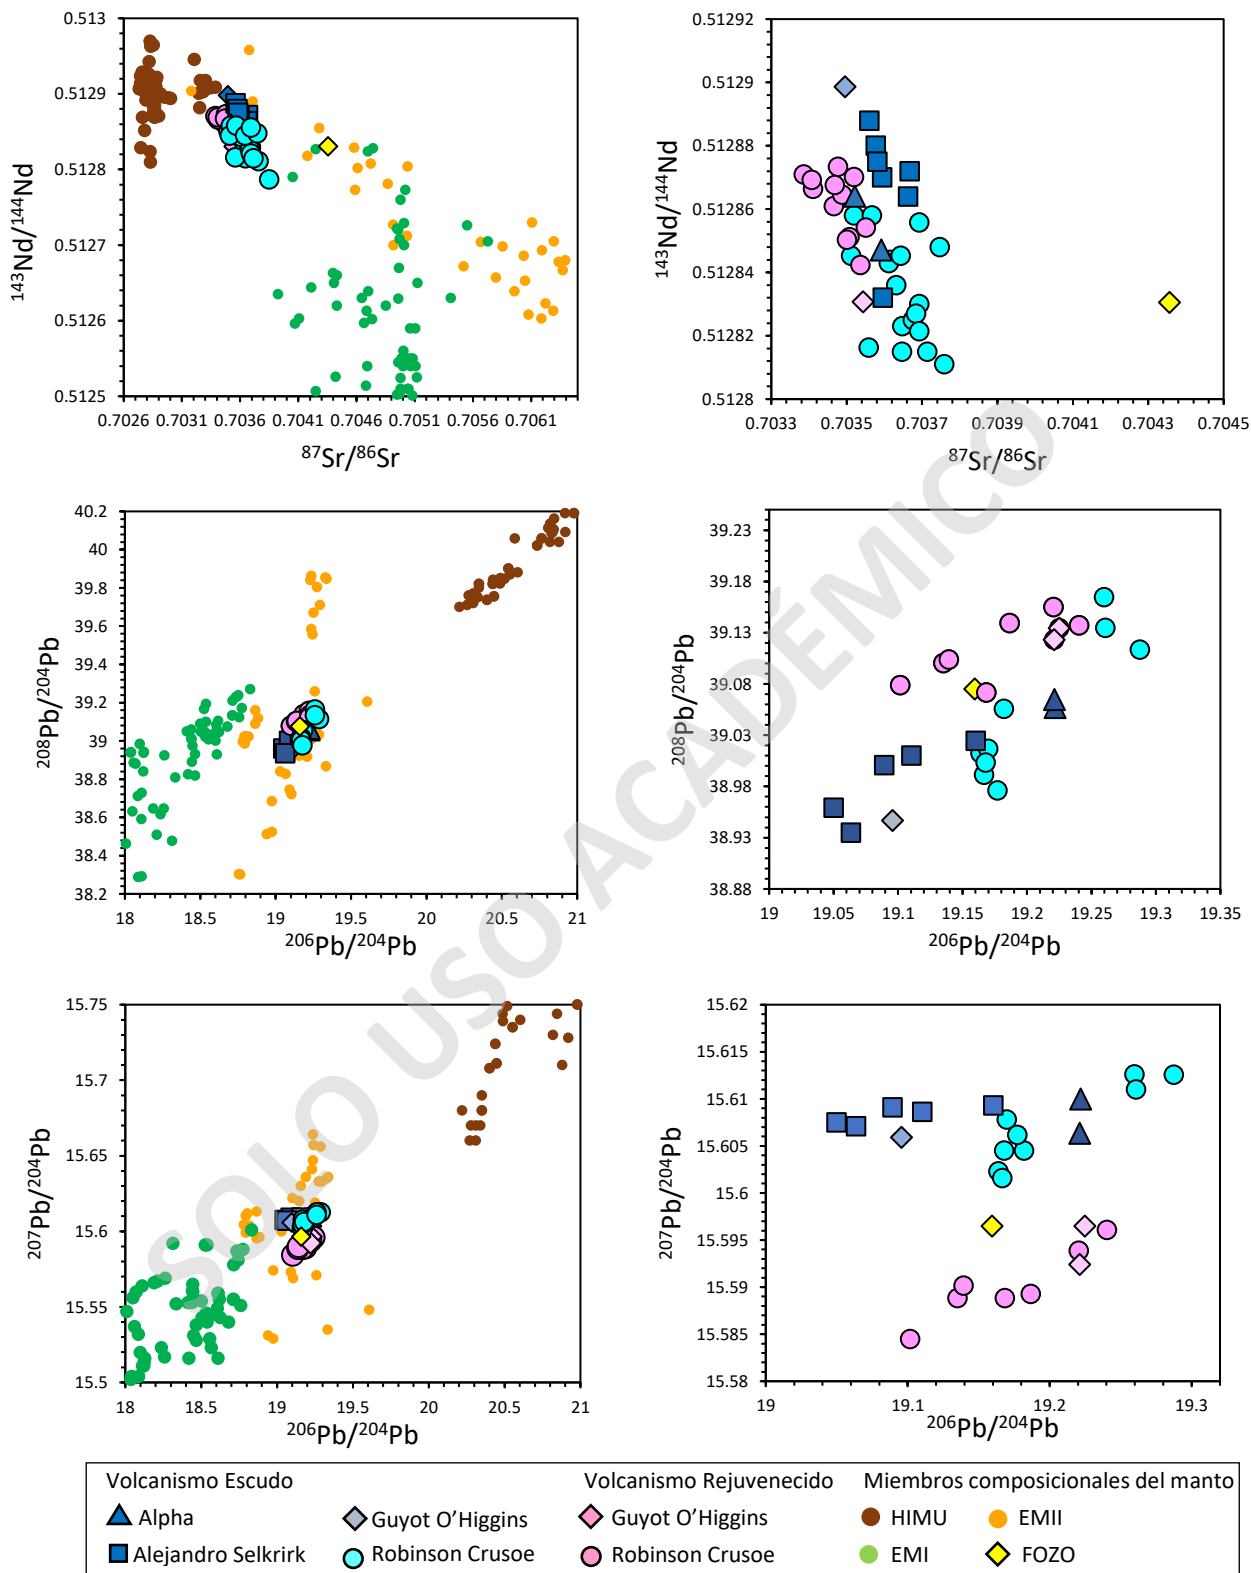 0.513
0.5129
0.5128
0.5127
0.5126
0.5125
0.7026 0.7031 0.7036 0.7041 0.7046 0.7051 0.7056 0.7061
¹⁴³Nd/¹⁴⁴Nd
⁸⁷Sr/⁸⁶Sr
0.51292
0.5129
0.51288
0.51286
0.51284
0.51282
0.5128
0.7033 0.7035 0.7037 0.7039 0.7041 0.7043 0.7045
¹⁴³Nd/¹⁴⁴Nd
⁸⁷Sr/⁸⁶Sr
40.2
40
39.8
39.6
39.4
39.2
39
38.8
38.6
38.4
38.2
18 18.5 19 19.5 20 20.5 21
²⁰⁸Pb/²⁰⁴Pb
²⁰⁶Pb/²⁰⁴Pb
39.23
39.18
39.13
39.08
39.03
38.98
38.93
38.88
19 19.05 19.1 19.15 19.2 19.25 19.3 19.35
²⁰⁸Pb/²⁰⁴Pb
²⁰⁶Pb/²⁰⁴Pb
15.75
15.7
15.65
15.6
15.55
15.5
18 18.5 19 19.5 20 20.5 21
²⁰⁷Pb/²⁰⁴Pb
²⁰⁶Pb/²⁰⁴Pb
15.62
15.615
15.61
15.605
15.6
15.595
15.59
15.585
15.58
19 19.1 19.2 19.3
²⁰⁷Pb/²⁰⁴Pb
²⁰⁶Pb/²⁰⁴Pb
SOLO USO ACADÉMICO
Volcanismo Escudo Volcanismo Rejuvenecido Miembros composicionales del manto
Alpha Guyot O'Higgins Guyot O'Higgins HIMU EMII
Alejandro Selkrirk Robinson Crusoe Robinson Crusoe EMI FOZO